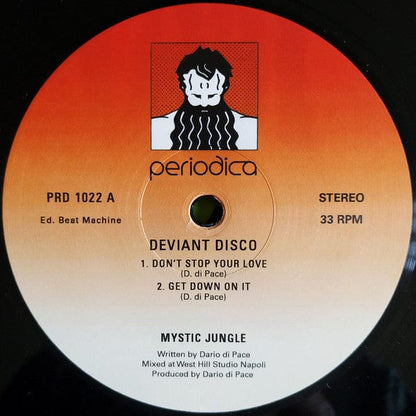 periodica
PRD 1022 A
STEREO
Ed. Beat Machine
33 RPM
DEVIANT DISCO
1. DON'T STOP YOUR LOVE
(D. di Pace)
2. GET DOWN ON IT
(D. di Pace)
MYSTIC JUNGLE
Written by Dario di Pace
Mixed at West Hill Studio Napoli
Produced by Dario di Pace